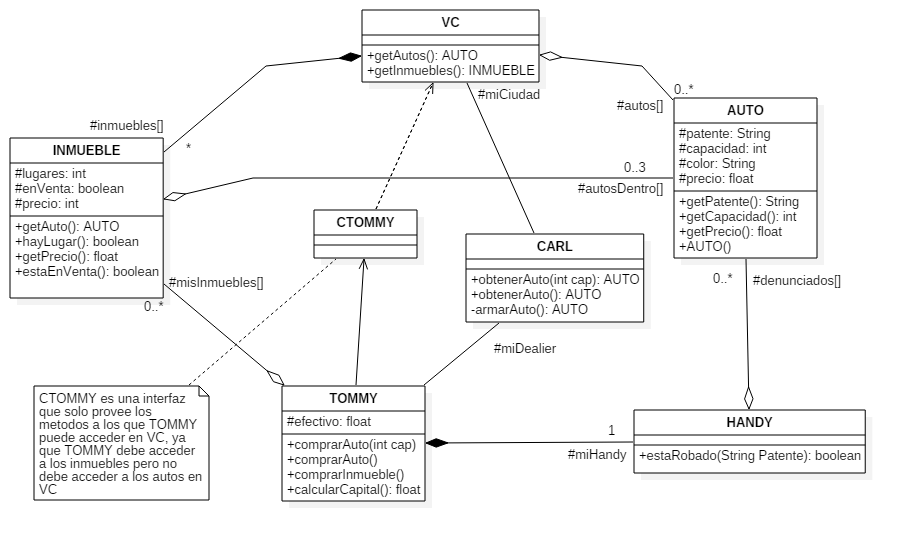 VC
+getAutos(): AUTO
+getInmuebles(): INMUEBLE
#miCiudad
0..*
#autos[]
AUTO
#patente: String
#capacidad: int
#color: String
#precio: float
+getPatente(): String
+getCapacidad(): int
+getPrecio(): float
+AUTO()
#inmuebles[]
*
INMUEBLE
#lugares: int
#enVenta: boolean
#precio: int
+getAuto(): AUTO
+hayLugar(): boolean
+getPrecio(): float
+estaEnVenta(): boolean
0..3
#autosDentro[]
CTOMMY
CARL
+obtenerAuto(int cap): AUTO
+obtenerAuto(): AUTO
-armarAuto(): AUTO
#misInmuebles[]
0..*
0..*
#denunciados[]
#miDealier
CTOMMY es una interfaz
que solo provee los
metodos a los que TOMMY
puede acceder en VC, ya
que TOMMY debe acceder
a los inmuebles pero no
debe acceder a los autos en
VC
TOMMY
#efectivo: float
+comprarAuto(int cap)
+comprarAuto()
+comprarInmueble()
+calcularCapital(): float
1
#miHandy
HANDY
+estaRobado(String Patente): boolean